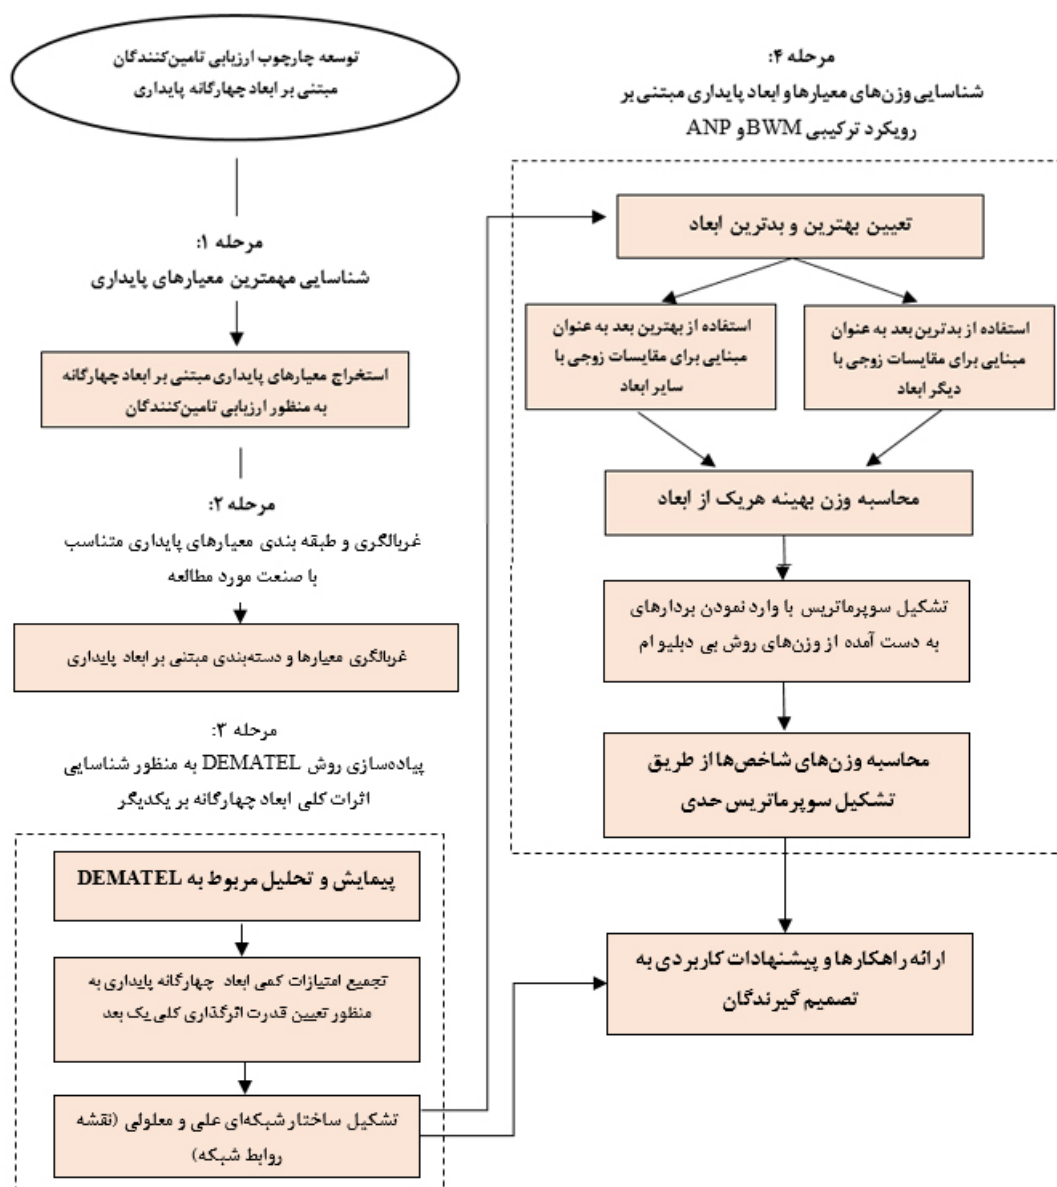 توسعه چارچوب ارزیابی تامین‌کنندگان
مبتنی بر ابعاد چهارگانه پایداری
مرحله ۱:
شناسایی مهمترین معیارهای پایداری
استخراج معیارهای پایداری مبتنی بر ابعاد چهارگانه
به منظور ارزیابی تامین‌کنندگان
مرحله ۲:
غربالگری و طبقه بندی معیارهای پایداری متناسب
با صنعت مورد مطالعه
غربالگری معیارها و دسته‌بندی مبتنی بر ابعاد پایداری
مرحله ۳:
پیاده‌سازی روش DEMATEL به منظور شناسایی
اثرات کلی ابعاد چهارگانه بر یکدیگر
پیمایش و تحلیل مربوط به DEMATEL
تجمیع امتیازات کمی ابعاد چهارگانه پایداری به
منظور تعیین قدرت اثرگذاری کلی یک بعد
تشکیل ساختار شبکه‌ای علی و معلولی (نقشه
روابط شبکه)
مرحله ۴:
شناسایی وزن‌های معیارها و ابعاد پایداری مبتنی بر
رویکرد ترکیبی BWM و ANP
تعیین بهترین و بدترین ابعاد
استفاده از بدترین بعد به عنوان
مبنایی برای مقایسات زوجی با
دیگر ابعاد
استفاده از بهترین بعد به عنوان
مبنایی برای مقایسات زوجی با
سایر ابعاد
محاسبه وزن بهینه هریک از ابعاد
تشکیل سوپرماتریس با وارد نمودن بردارهای
به دست آمده از وزن‌های روش بی دبلیو ام
محاسبه وزن‌های شاخص‌ها از طریق
تشکیل سوپرماتریس حدی
ارائه راهکارها و پیشنهادات کاربردی به
تصمیم گیرندگان